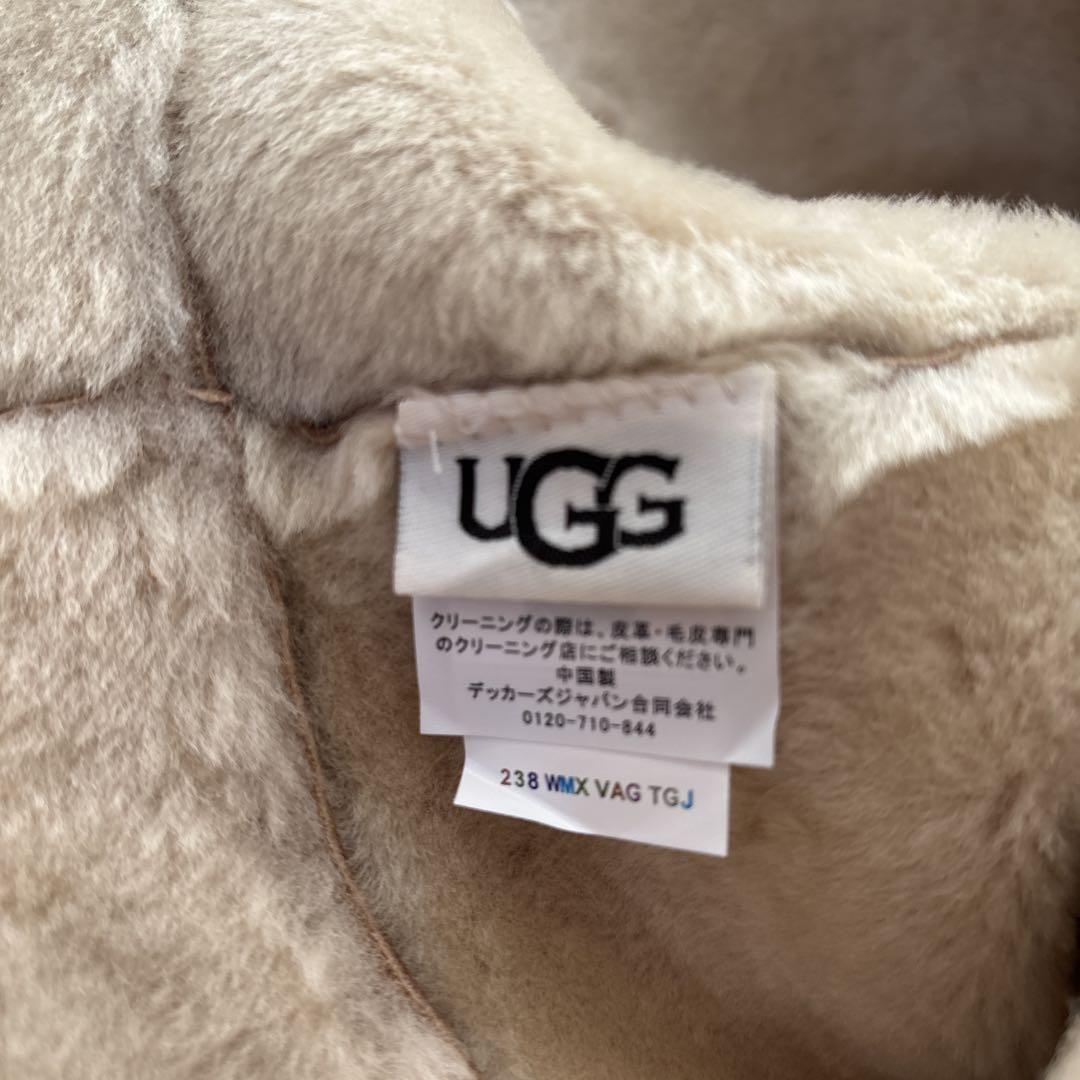 UGG
クリーニングの際は、皮革・毛皮専門
のクリーニング店にご相談ください。
中国製
デッカーズジャパン合同会社
0120-710-844
238 WMX VAG TGJ